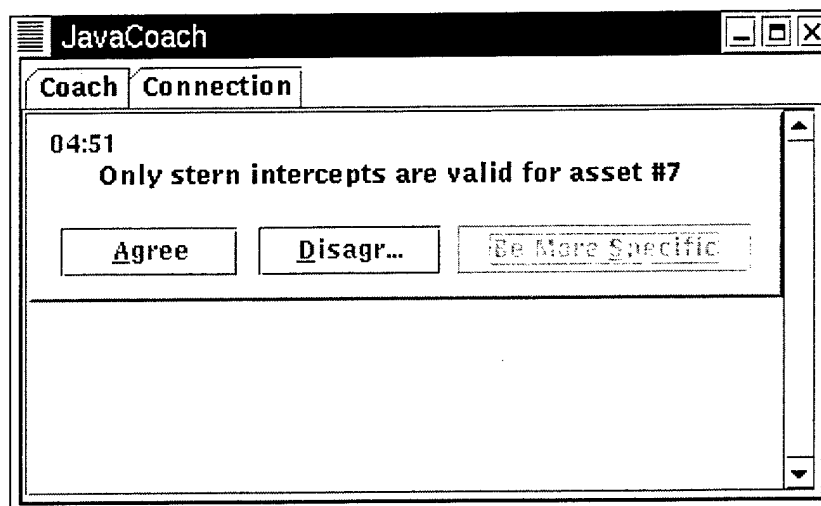 JavaCoach
Coach Connection
04:51
Only stern intercepts are valid for asset #7
Agree Disagr... Be More Specific